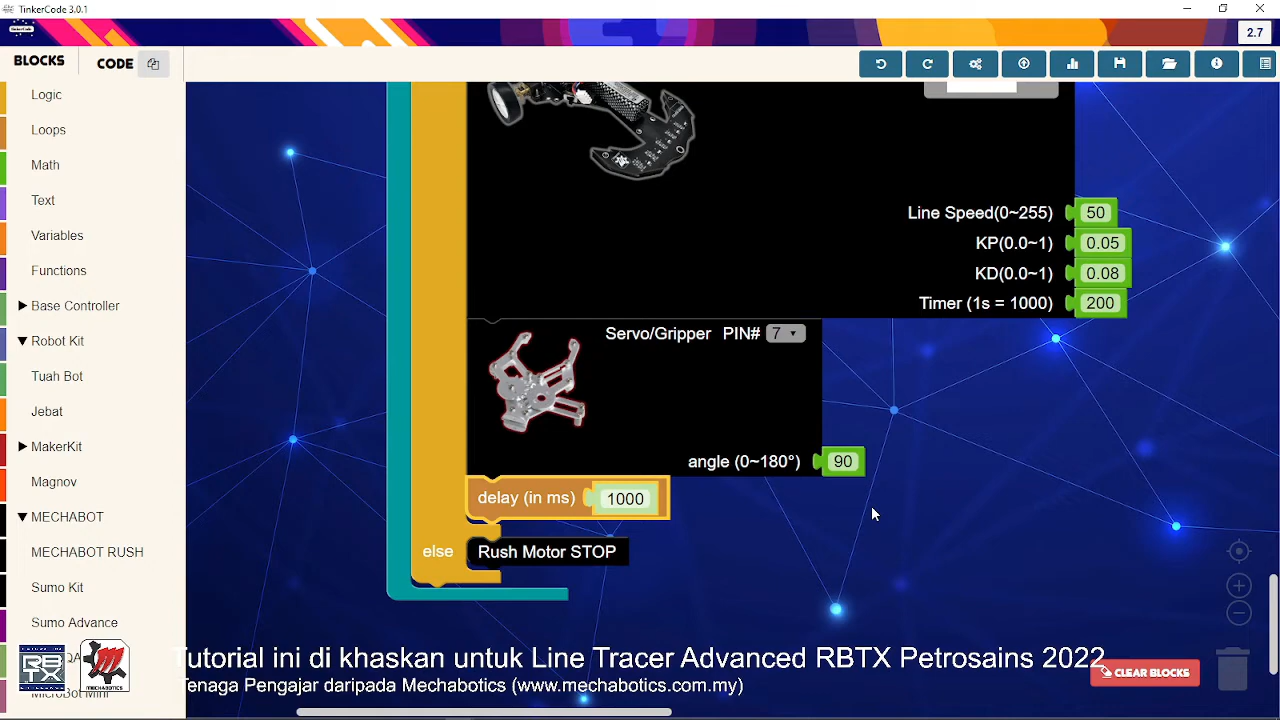 TinkerCode 3.0.1
2.7
BLOCKS
CODE
Logic
Loops
Math
Text
Variables
Functions
Base Controller
Robot Kit
Tuah Bot
Jebat
MakerKit
Magnov
MECHABOT
MECHABOT RUSH
Sumo Kit
Sumo Advance
Line Speed(0~255) 50
KP(0.0~1) 0.05
KD(0.0~1) 0.08
Timer (1s = 1000) 200
Servo/Gripper PIN# 7
angle (0~180°) 90
delay (in ms) 1000
else Rush Motor STOP
RBTX
MECHABOTICS
Tutorial ini di khaskan untuk Line Tracer Advanced RBTX Petrosains 2022
Tenaga Pengajar daripada Mechabotics (www.mechabotics.com.my)
CLEAR BLOCKS